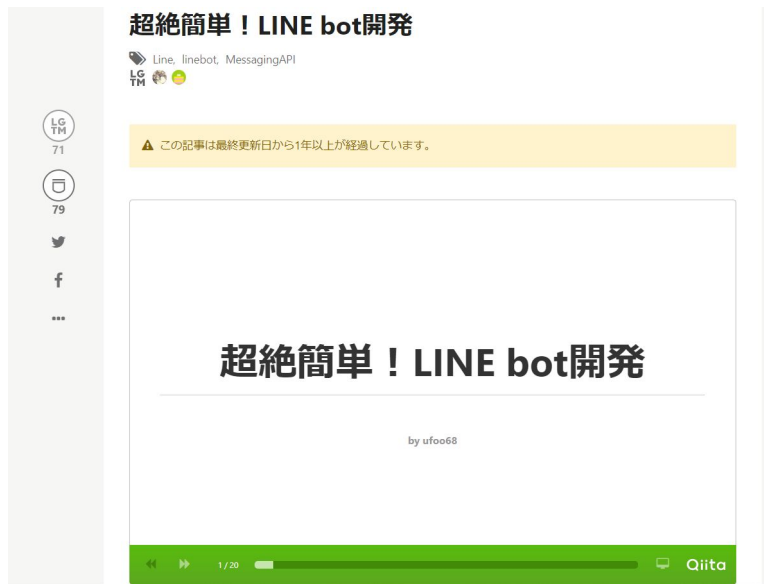 超絶簡単！LINE bot開発
Line, linebot, MessagingAPI
LG
TM
LG
TM
71
この記事は最終更新日から1年以上が経過しています。
79
超絶簡単！LINE bot開発
by ufoo68
1 / 20
Qiita